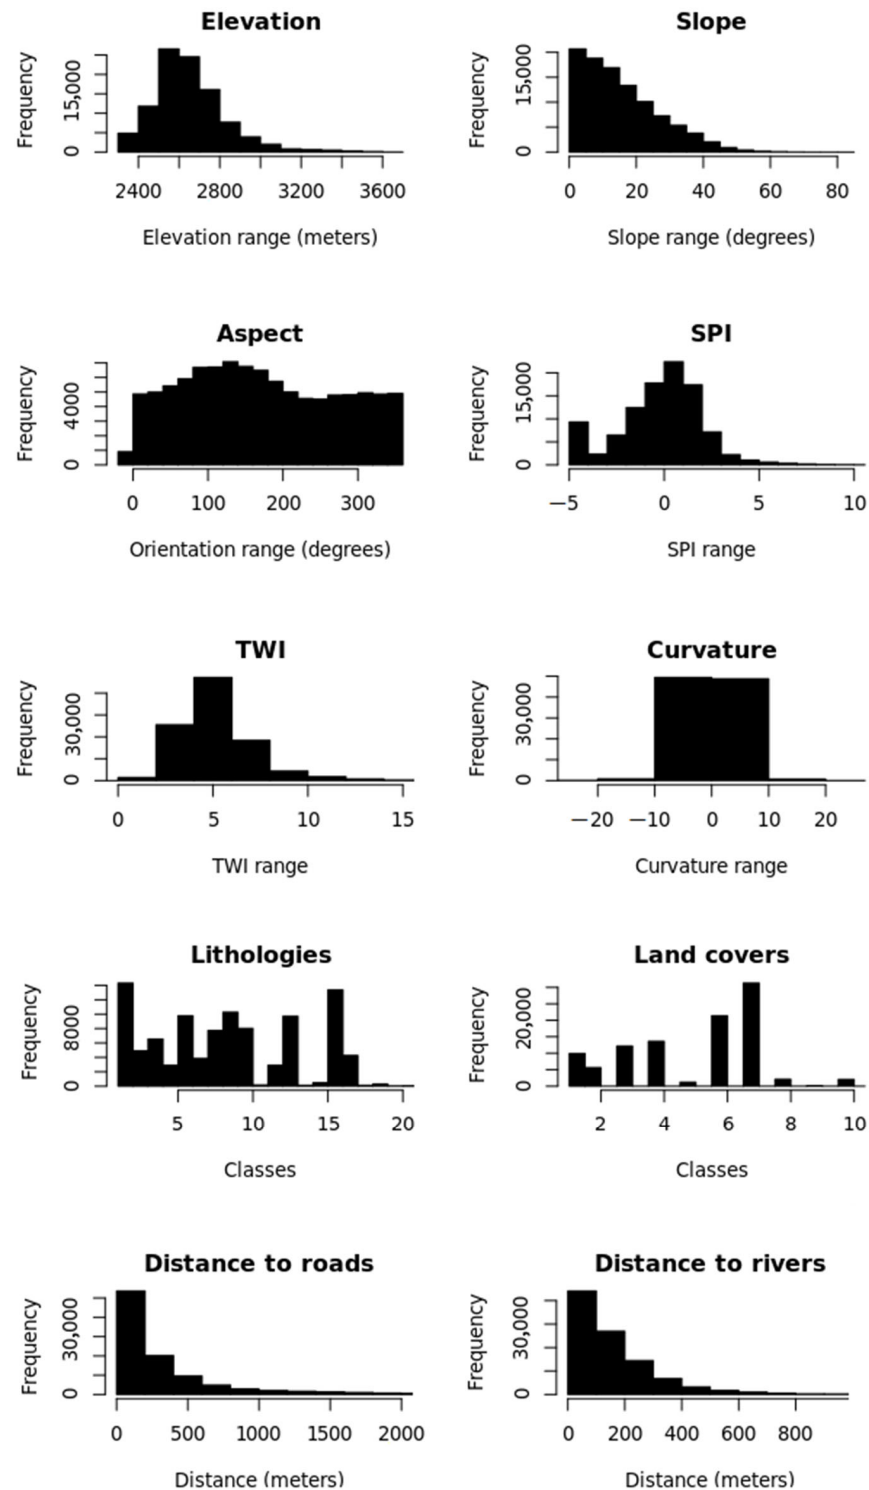 Elevation
Frequency
0 15,000
2400 2800 3200 3600
Elevation range (meters)
Slope
Frequency
0 15,000
0 20 40 60 80
Slope range (degrees)
Aspect
Frequency
0 4000
0 100 200 300
Orientation range (degrees)
SPI
Frequency
0 15,000
−5 0 5 10
SPI range
TWI
Frequency
0 30,000
0 5 10 15
TWI range
Curvature
Frequency
0 30,000
−20 −10 0 10 20
Curvature range
Lithologies
Frequency
0 8000
5 10 15 20
Classes
Land covers
Frequency
0 20,000
2 4 6 8 10
Classes
Distance to roads
Frequency
0 30,000
0 500 1000 1500 2000
Distance (meters)
Distance to rivers
Frequency
0 30,000
0 200 400 600 800
Distance (meters)